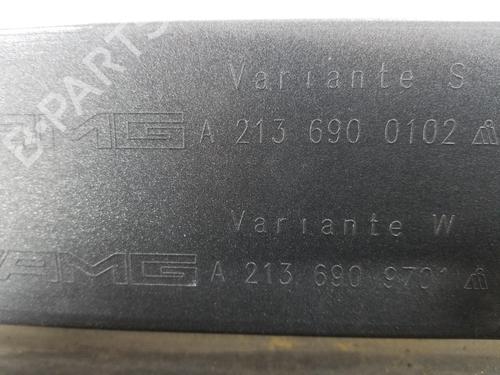 Variante S
AMG A 213 690 0102
Variante W
AMG A 213 690 9701